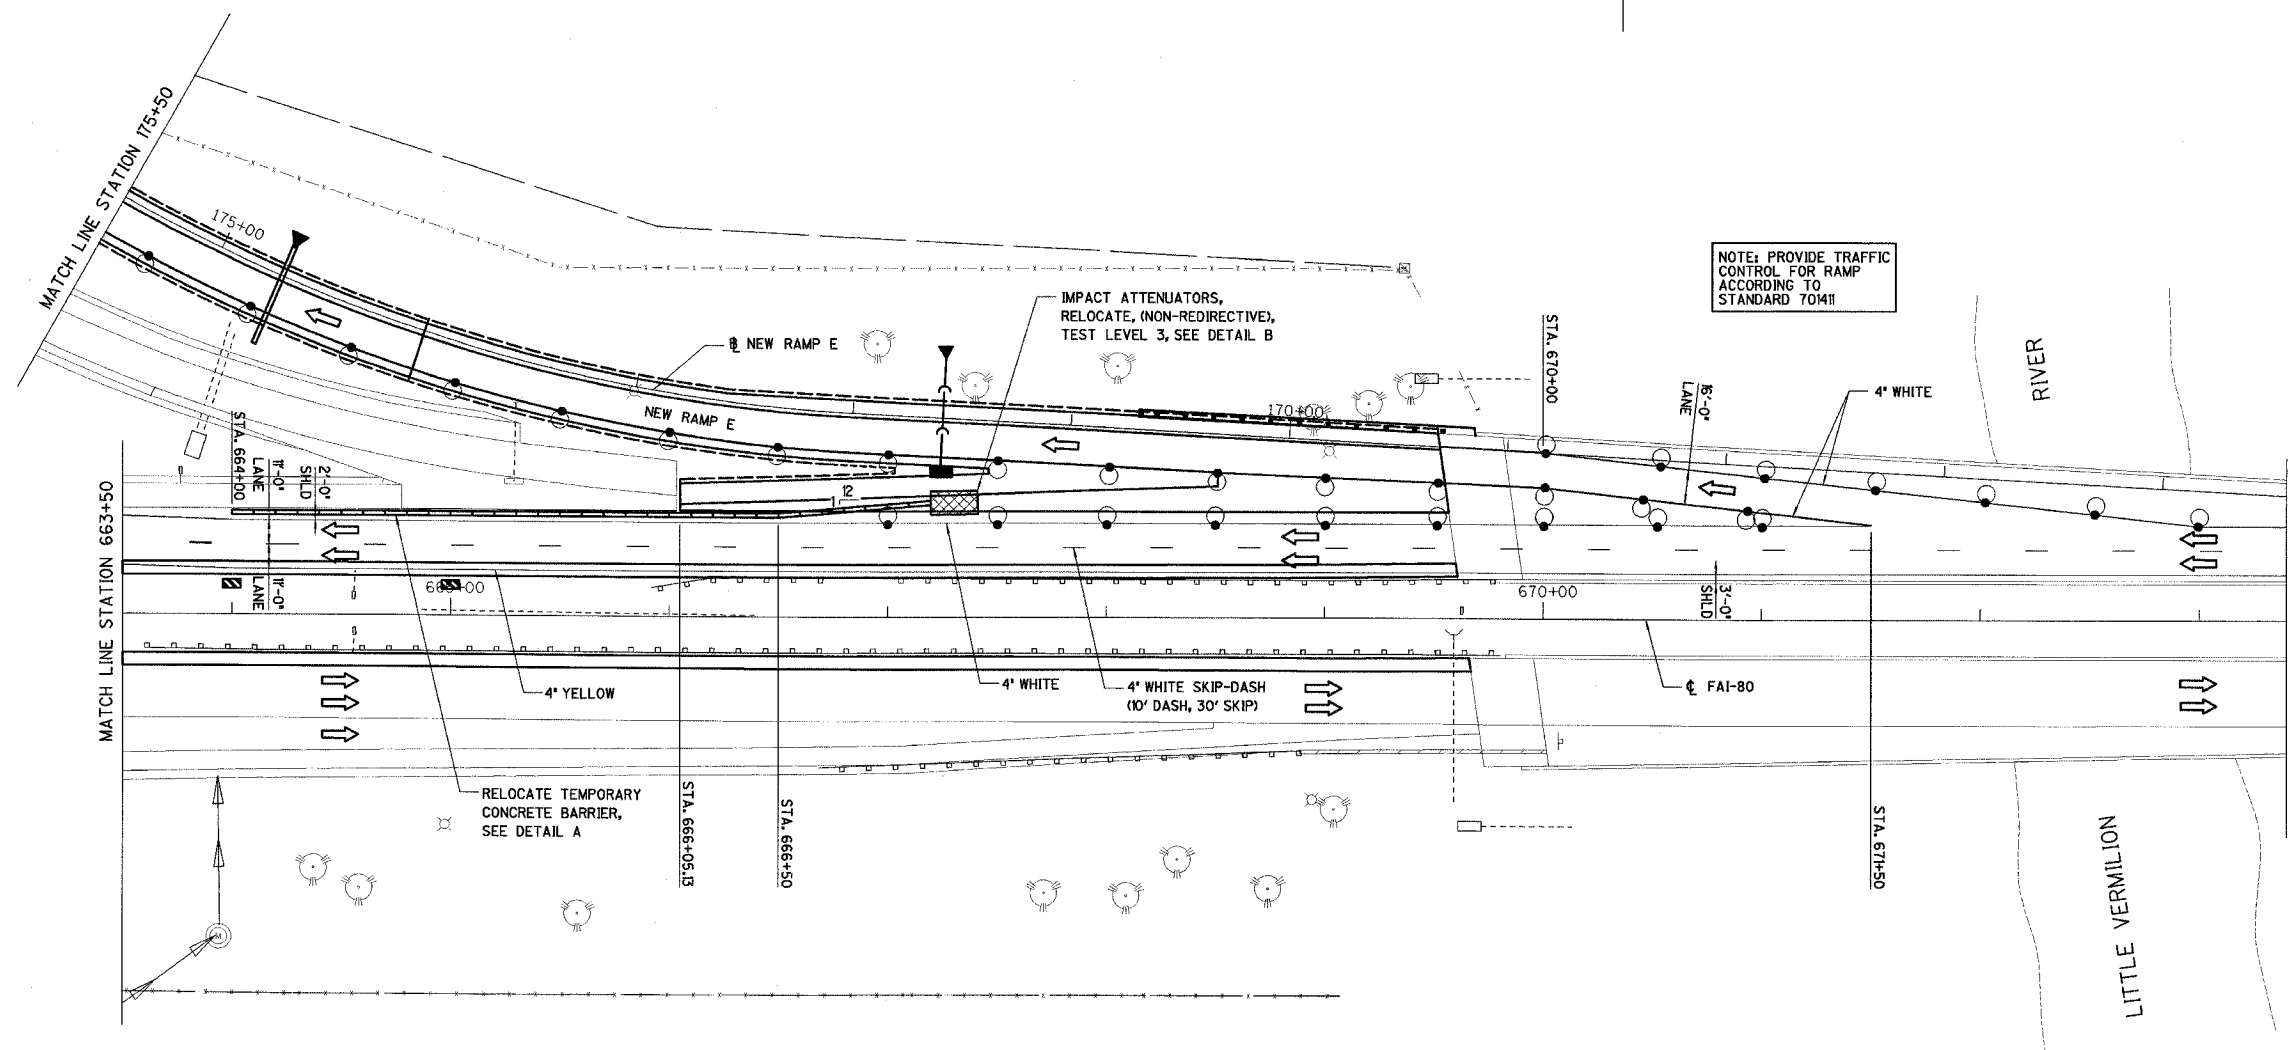 MATCH LINE STATION 175+50
175+00
IMPACT ATTENUATORS,
RELOCATE, (NON-REDIRECTIVE),
TEST LEVEL 3, SEE DETAIL B
NOTE: PROVIDE TRAFFIC
CONTROL FOR RAMP
ACCORDING TO
STANDARD 701411
℄ NEW RAMP E
NEW RAMP E
170+00
STA. 670+00
16'-0"
LANE
4" WHITE
RIVER
STA. 664+00
11'-0"
LANE
2'-0"
SHLD
12
1
MATCH LINE STATION 663+50
11'-0"
LANE
670+00
3'-0"
SHLD
4" YELLOW
4" WHITE
4" WHITE SKIP-DASH
(10' DASH, 30' SKIP)
℄ FAI-80
RELOCATE TEMPORARY
CONCRETE BARRIER,
SEE DETAIL A
STA. 666+05.13
STA. 666+50
STA. 671+50
LITTLE VERMILION
M